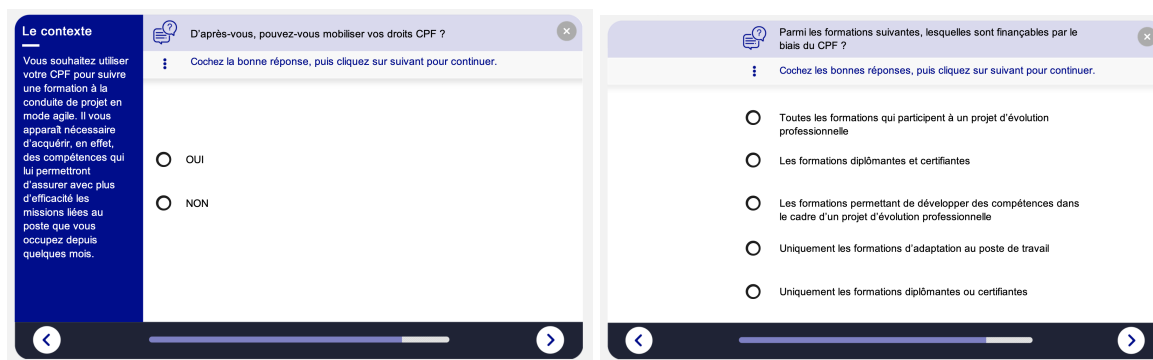 Le contexte
Vous souhaitez utiliser
votre CPF pour suivre
une formation à la
conduite de projet en
mode agile. Il vous
apparaît nécessaire
d'acquérir, en effet,
des compétences qui
lui permettront
d'assurer avec plus
d'efficacité les
missions liées au
poste que vous
occupez depuis
quelques mois.
D'après-vous, pouvez-vous mobiliser vos droits CPF ?
Cochez la bonne réponse, puis cliquez sur suivant pour continuer.
OUI
NON
Parmi les formations suivantes, lesquelles sont finançables par le
biais du CPF ?
Cochez les bonnes réponses, puis cliquez sur suivant pour continuer.
Toutes les formations qui participent à un projet d'évolution
professionnelle
Les formations diplômantes et certifiantes
Les formations permettant de développer des compétences dans
le cadre d'un projet d'évolution professionnelle
Uniquement les formations d'adaptation au poste de travail
Uniquement les formations diplômantes ou certifiantes